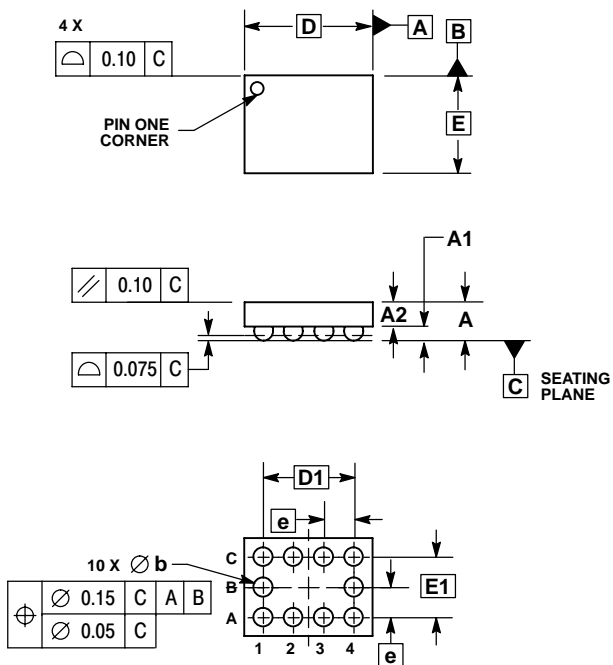 4 X
D
A
B
⌓ 0.10 C
PIN ONE
CORNER
E
A1
⫽ 0.10 C
A2
A
⌓ 0.075 C
C
SEATING
PLANE
D1
e
10 X ∅ b
C
B
A
⌖ ∅ 0.15 C A B
∅ 0.05 C
E1
1 2 3 4
e